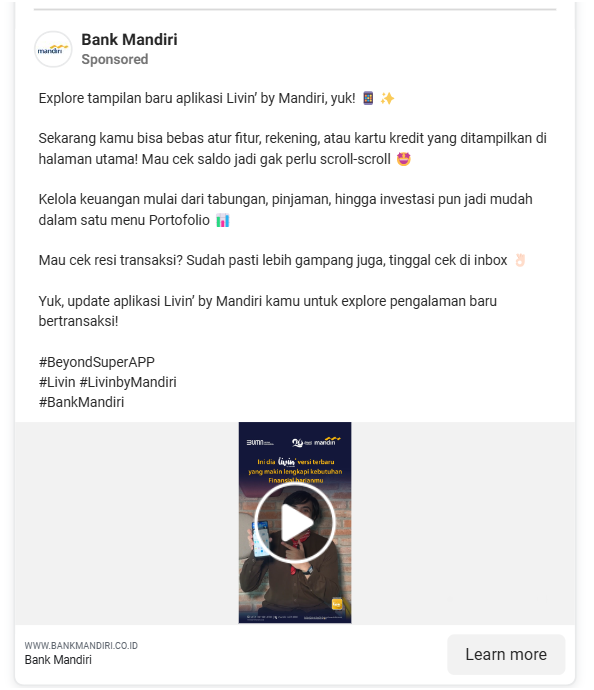 mandiri
Bank Mandiri
Sponsored
Explore tampilan baru aplikasi Livin’ by Mandiri, yuk! 📱 ✨
Sekarang kamu bisa bebas atur fitur, rekening, atau kartu kredit yang ditampilkan di
halaman utama! Mau cek saldo jadi gak perlu scroll-scroll 🤩
Kelola keuangan mulai dari tabungan, pinjaman, hingga investasi pun jadi mudah
dalam satu menu Portofolio 📊
Mau cek resi transaksi? Sudah pasti lebih gampang juga, tinggal cek di inbox 👌🏻
Yuk, update aplikasi Livin’ by Mandiri kamu untuk explore pengalaman baru
bertransaksi!
#BeyondSuperAPP
#Livin #LivinbyMandiri
#BankMandiri
BUMN mandiri
Ini dia livin' versi terbaru
yang makin lengkapi kebutuhan
Finansial harianmu
WWW.BANKMANDIRI.CO.ID
Bank Mandiri
Learn more